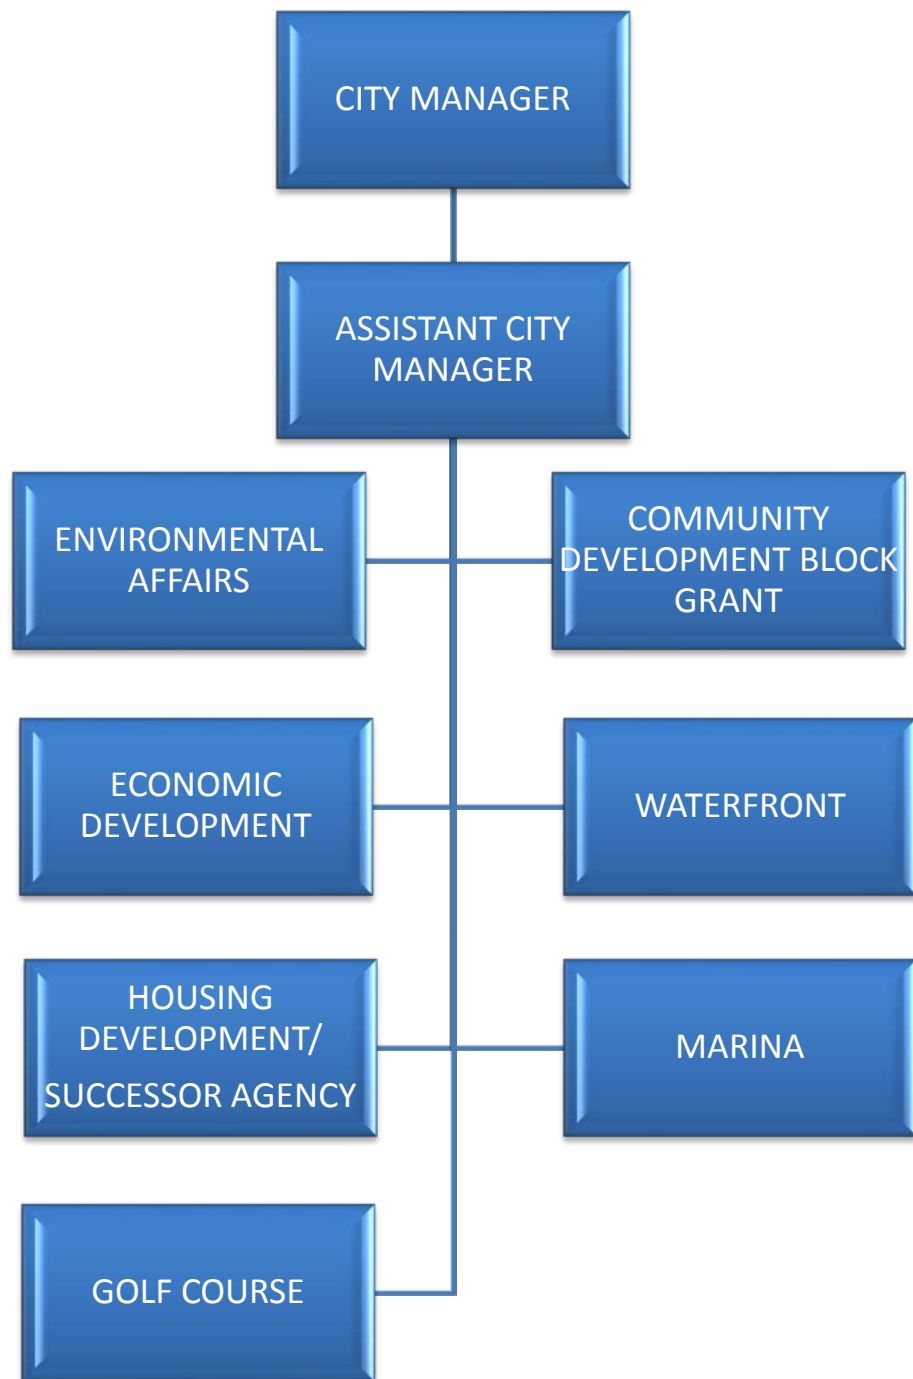 CITY MANAGER
ASSISTANT CITY
MANAGER
ENVIRONMENTAL
AFFAIRS
COMMUNITY
DEVELOPMENT BLOCK
GRANT
ECONOMIC
DEVELOPMENT
WATERFRONT
HOUSING
DEVELOPMENT/
SUCCESSOR AGENCY
MARINA
GOLF COURSE